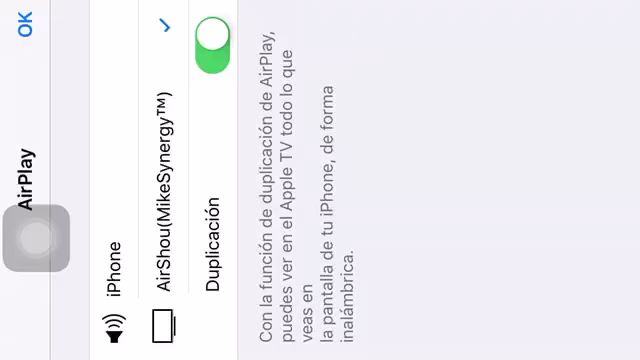 AirPlay
OK
iPhone
AirShou(MikeSynergy™)
Duplicación
Con la función de duplicación de AirPlay,
puedes ver en el Apple TV todo lo que
veas en
la pantalla de tu iPhone, de forma
inalámbrica.